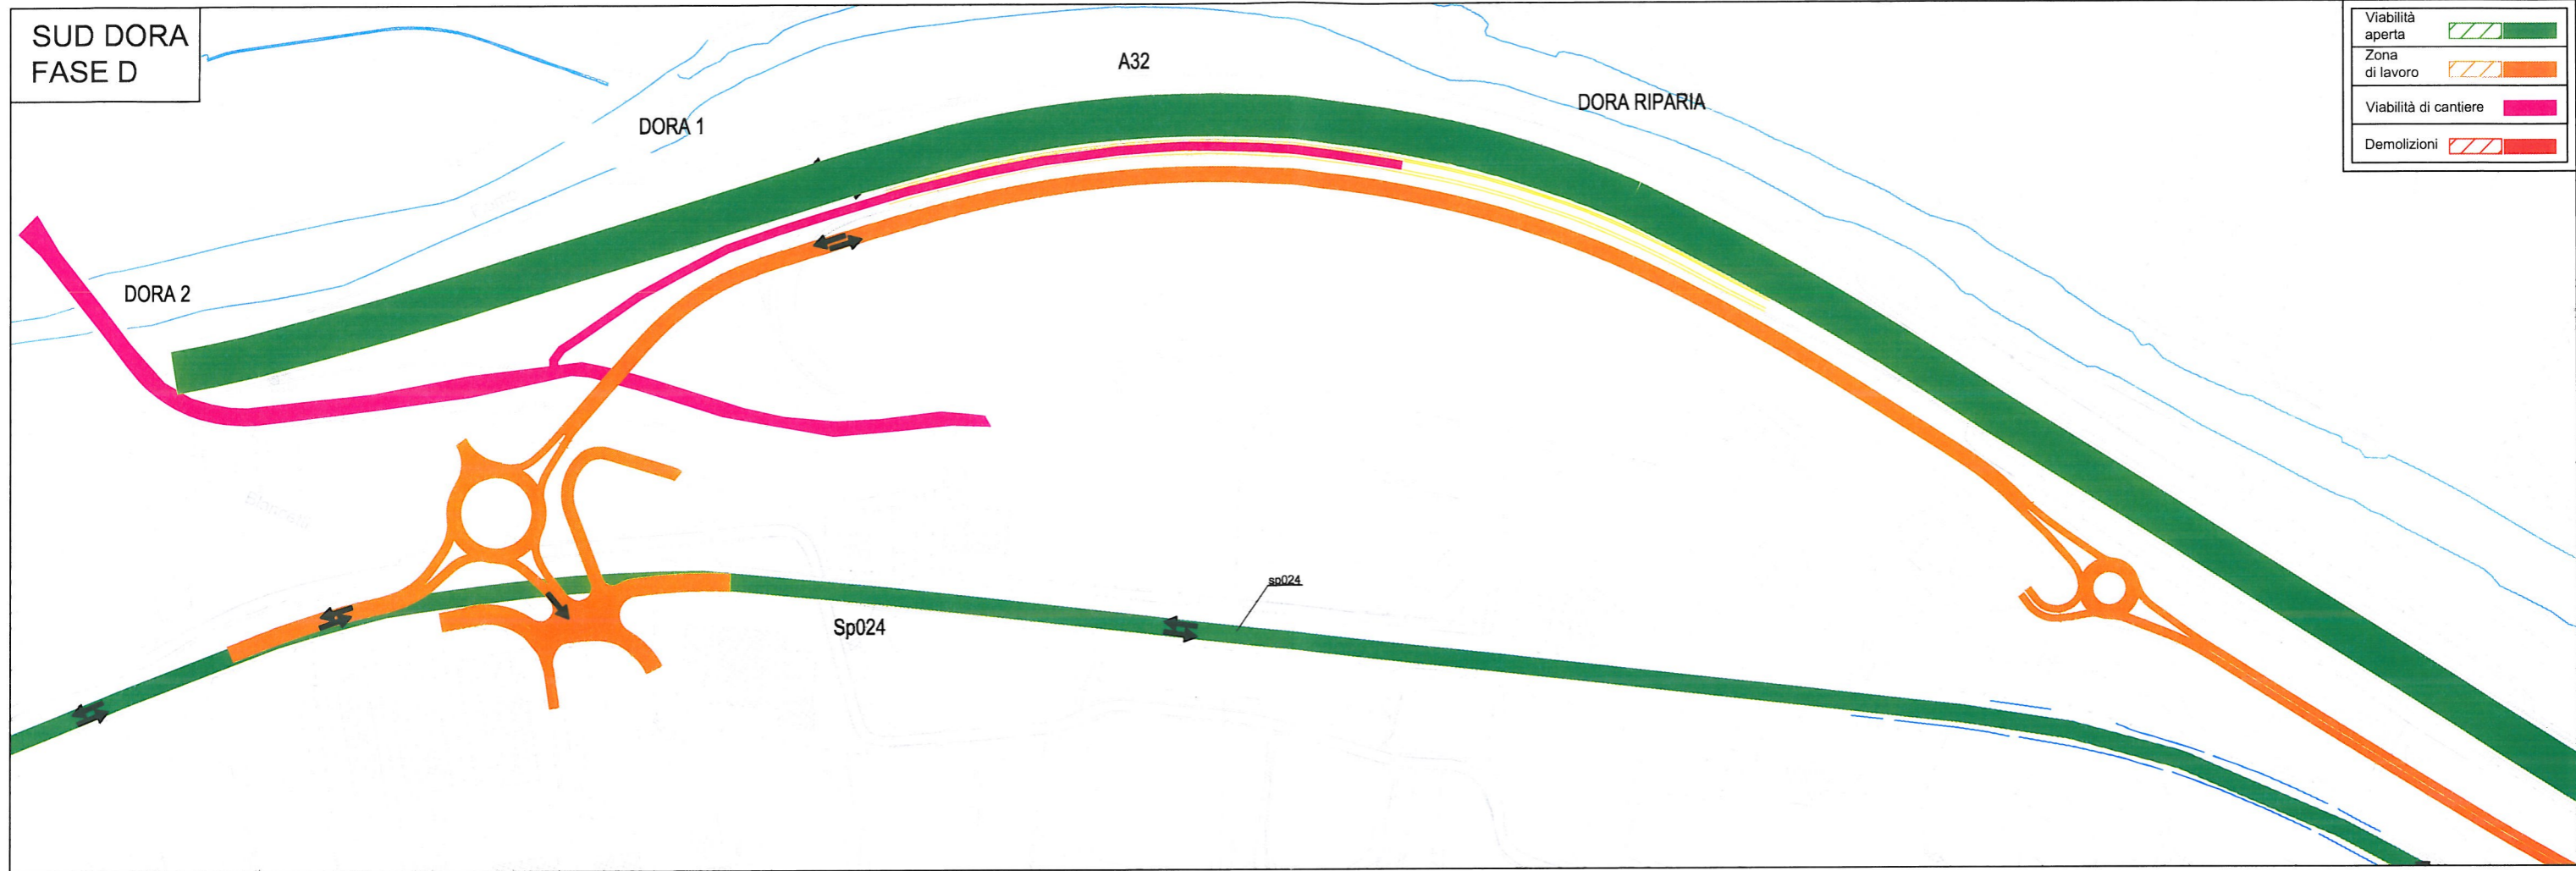 SUD DORA
FASE D
A32
DORA RIPARIA
DORA 1
DORA 2
sp024
Sp024
Viabilità
aperta
Zona
di lavoro
Viabilità di cantiere
Demolizioni